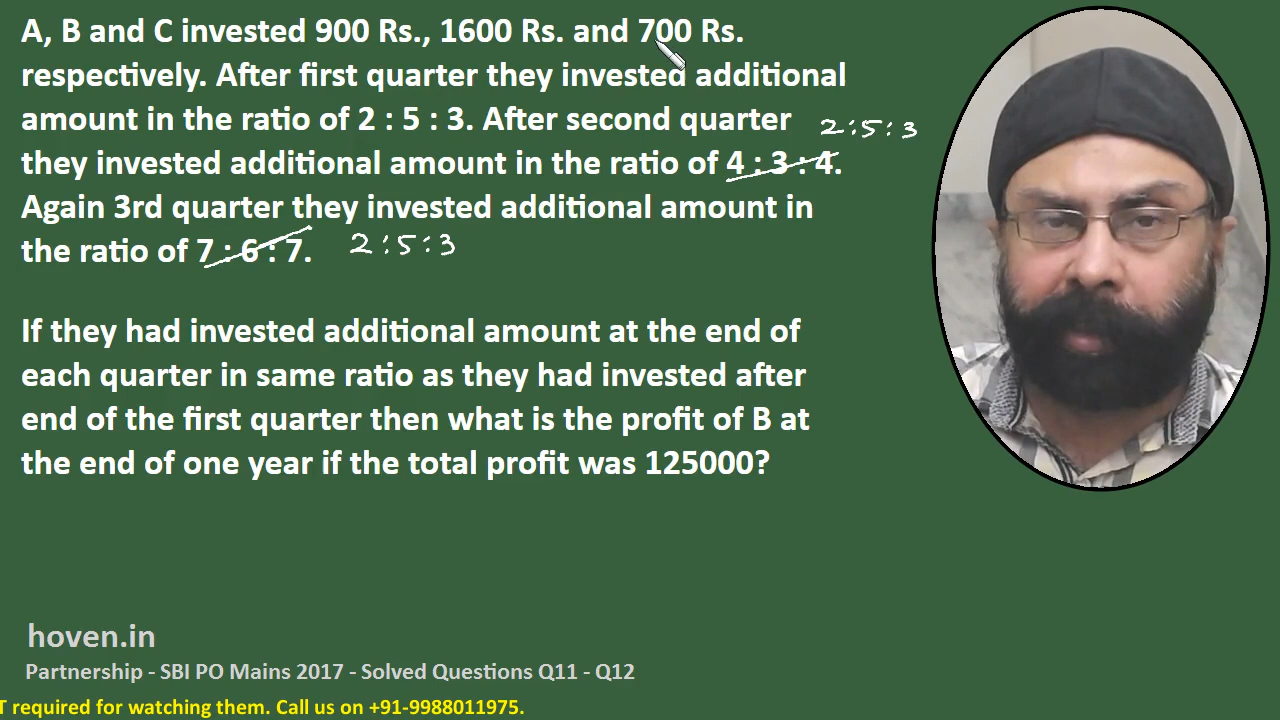 A, B and C invested 900 Rs., 1600 Rs. and 700 Rs.
respectively. After first quarter they invested additional
amount in the ratio of 2 : 5 : 3. After second quarter
2 : 5 : 3
they invested additional amount in the ratio of 4 : 3 : 4.
Again 3rd quarter they invested additional amount in
the ratio of 7 : 6 : 7. 2 : 5 : 3
If they had invested additional amount at the end of
each quarter in same ratio as they had invested after
end of the first quarter then what is the profit of B at
the end of one year if the total profit was 125000?
hoven.in
Partnership - SBI PO Mains 2017 - Solved Questions Q11 - Q12
T required for watching them. Call us on +91-9988011975.